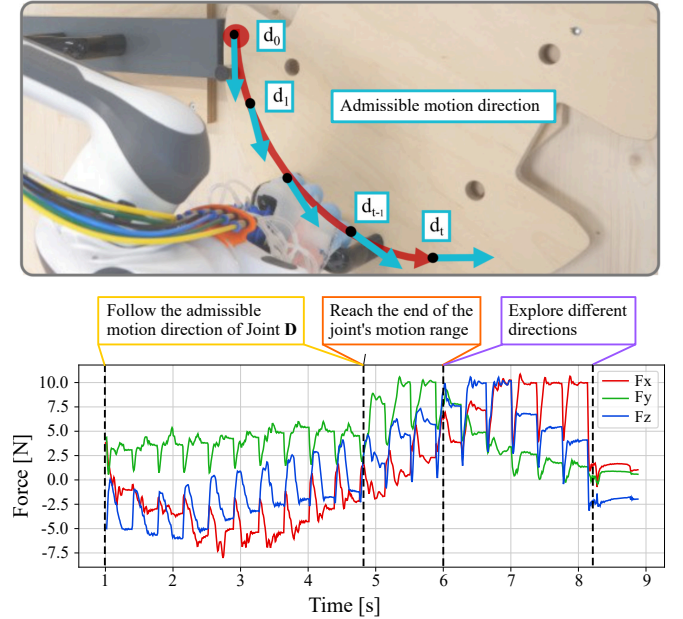 d0
d1
Admissible motion direction
dt-1
dt
Follow the admissible
motion direction of Joint D
Reach the end of the
joint's motion range
Explore different
directions
10.0
7.5
5.0
2.5
0.0
-2.5
-5.0
-7.5
Force [N]
Fx
Fy
Fz
1 2 3 4 5 6 7 8 9
Time [s]